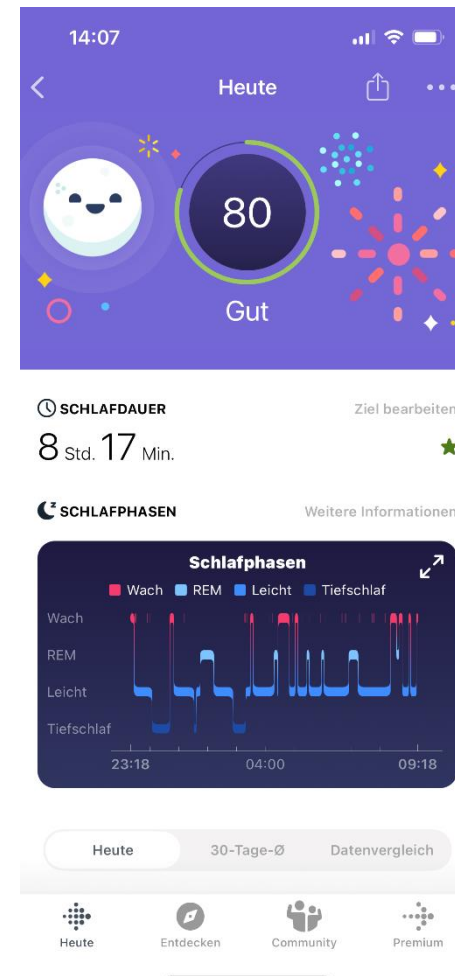 14:07
Heute
80
Gut
SCHLAFDAUER Ziel bearbeiten
8 Std. 17 Min.
SCHLAFPHASEN Weitere Informationen
Schlafphasen
Wach REM Leicht Tiefschlaf
Wach
REM
Leicht
Tiefschlaf
23:18 04:00 09:18
Heute 30-Tage-Ø Datenvergleich
Heute Entdecken Community Premium